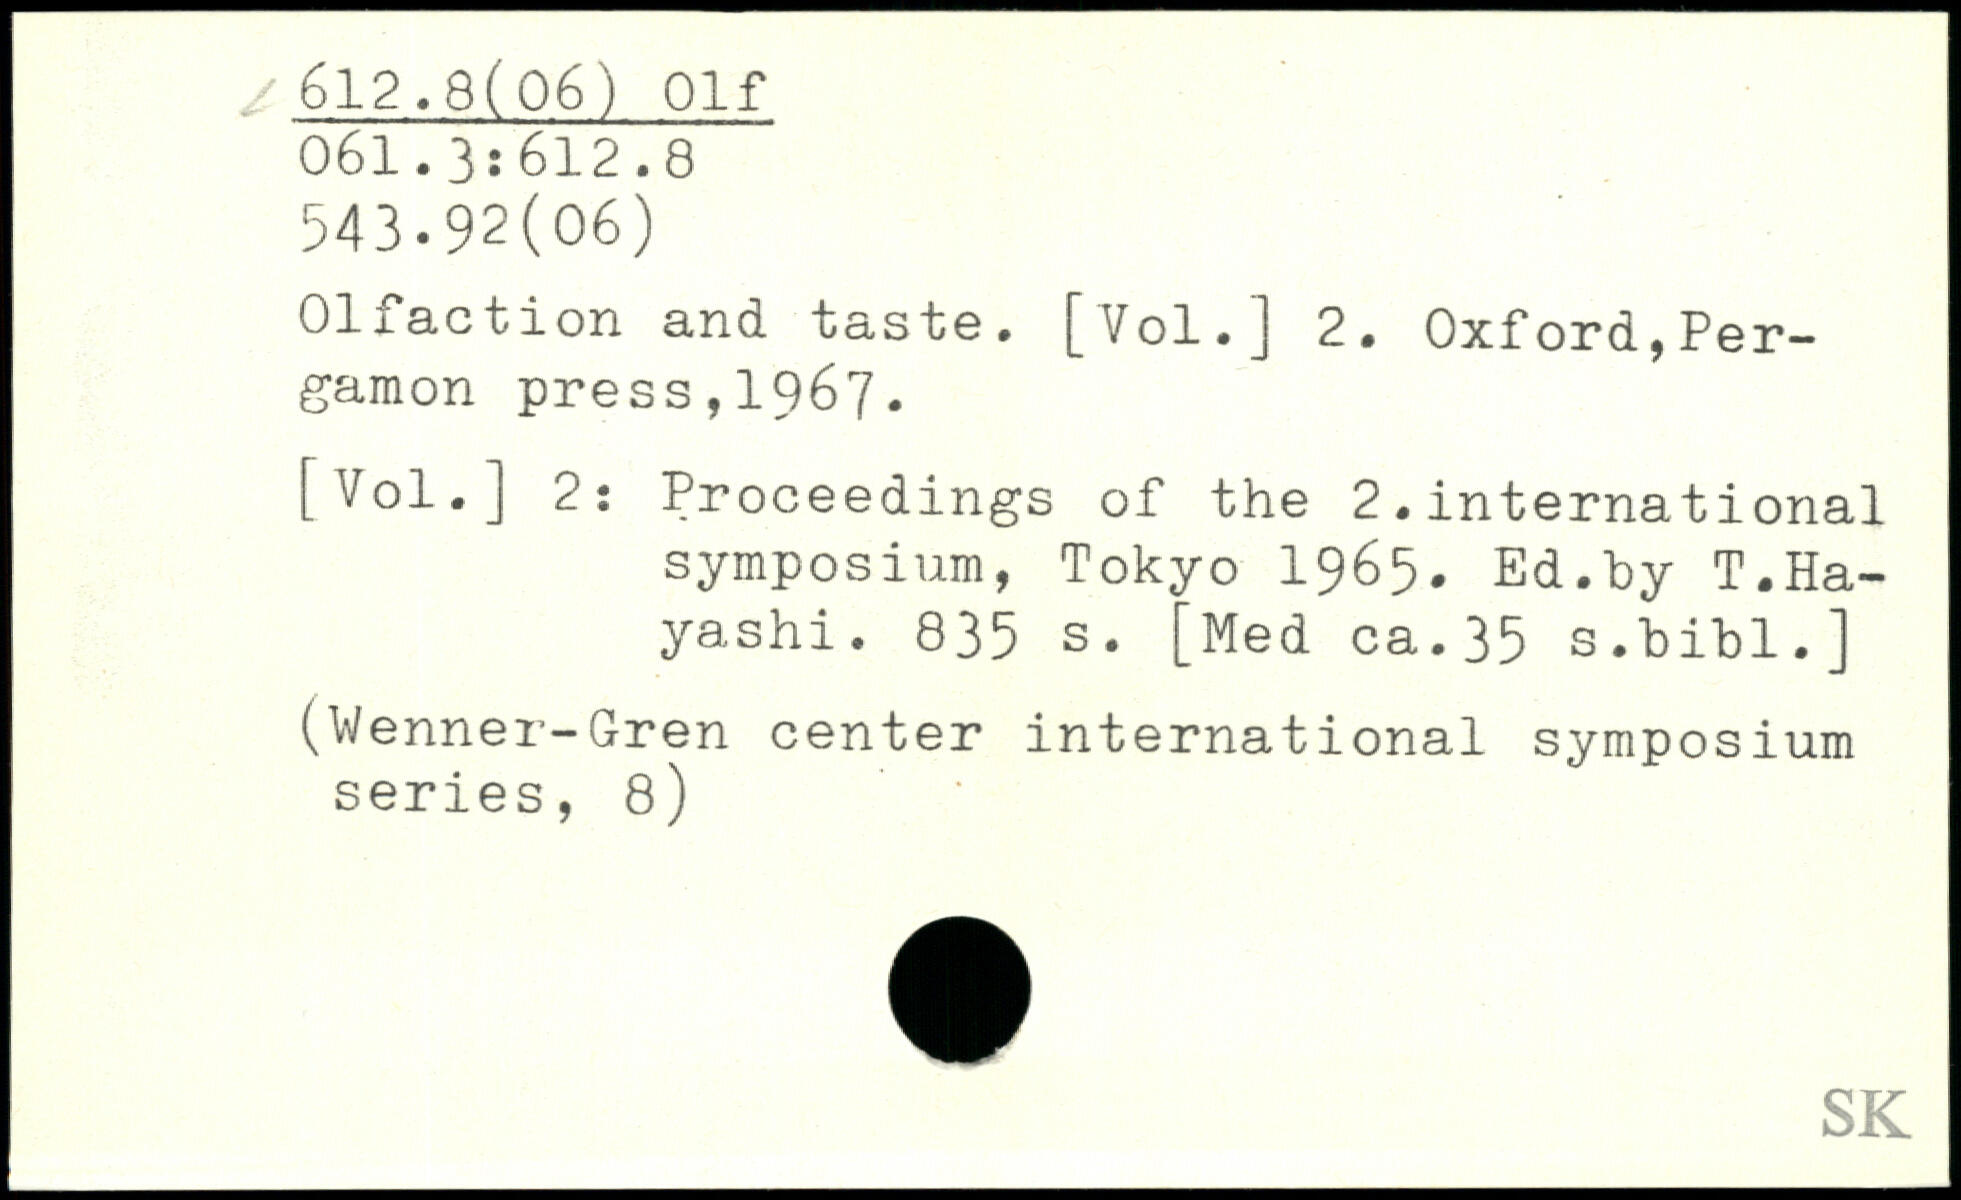 612.8(06) Olf
061.3:612.8
543.92(06)
Olfaction and taste. [Vol.] 2. Oxford,Per-
gamon press,1967.
[Vol.] 2: Proceedings of the 2.international
symposium, Tokyo 1965. Ed.by T.Ha-
yashi. 835 s. [Med ca.35 s.bibl.]
(Wenner-Gren center international symposium
series, 8)
SK